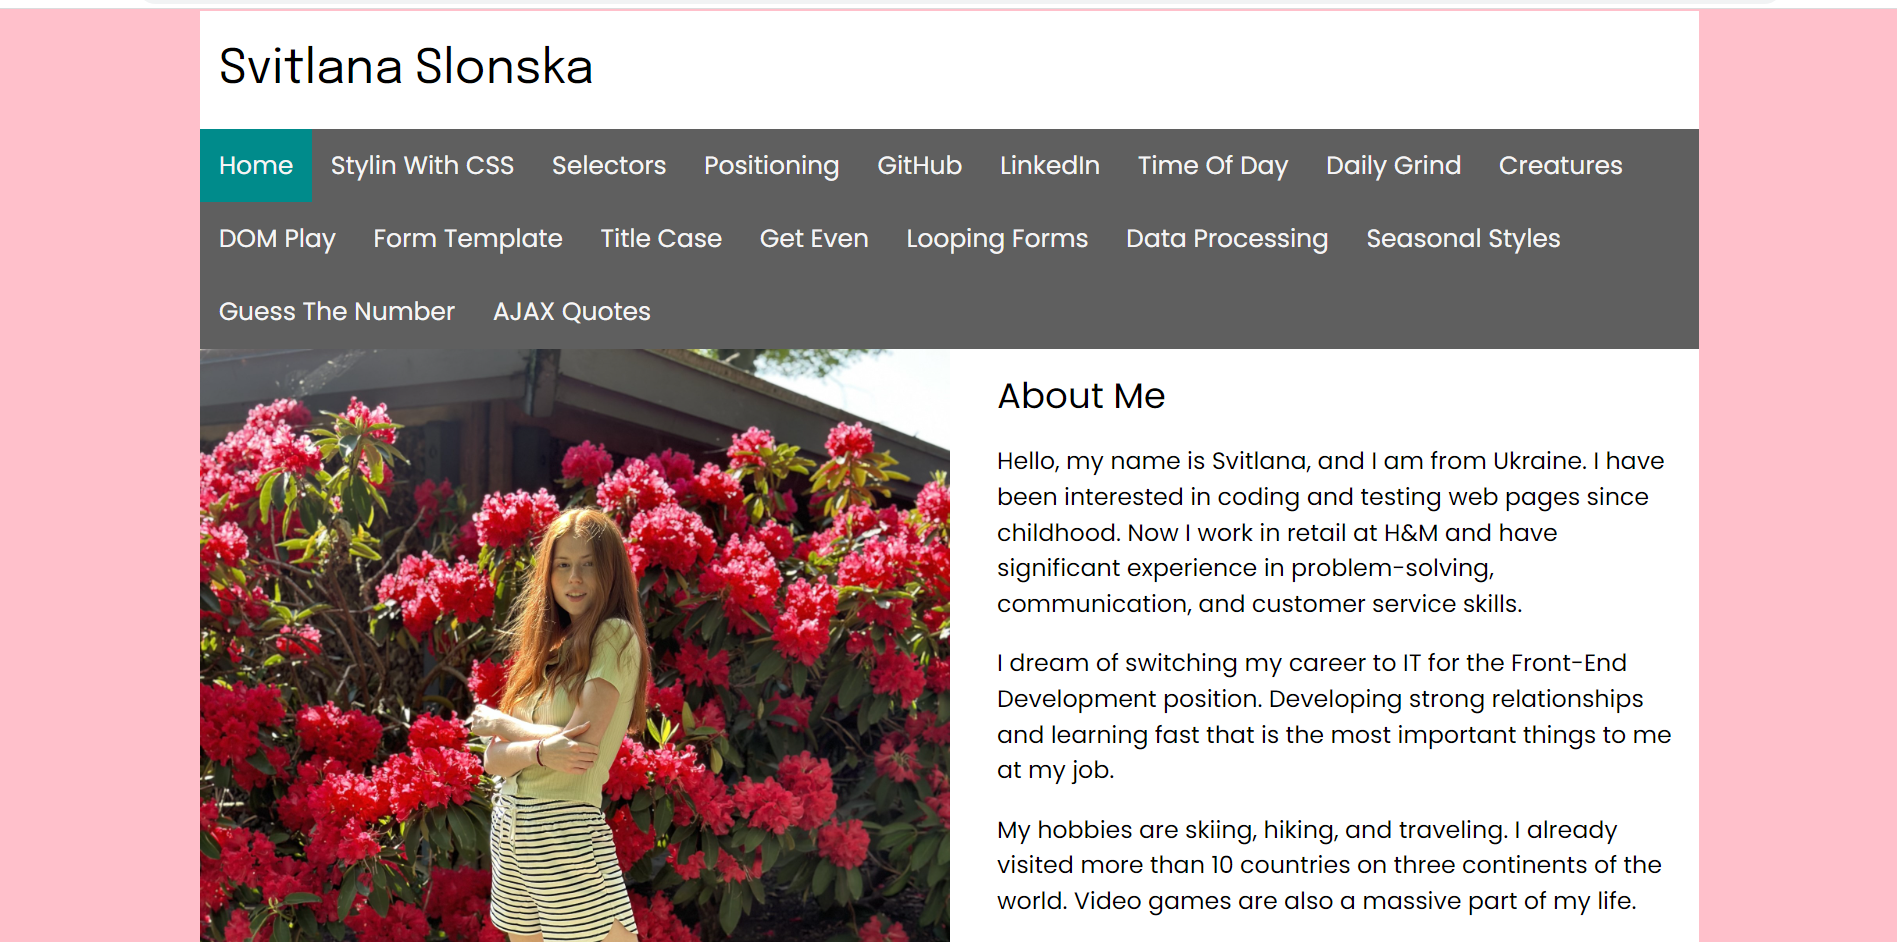 Svitlana Slonska
Home Stylin With CSS Selectors Positioning GitHub LinkedIn Time Of Day Daily Grind Creatures
DOM Play Form Template Title Case Get Even Looping Forms Data Processing Seasonal Styles
Guess The Number AJAX Quotes
About Me
Hello, my name is Svitlana, and I am from Ukraine. I have
been interested in coding and testing web pages since
childhood. Now I work in retail at H&M and have
significant experience in problem-solving,
communication, and customer service skills.
I dream of switching my career to IT for the Front-End
Development position. Developing strong relationships
and learning fast that is the most important things to me
at my job.
My hobbies are skiing, hiking, and traveling. I already
visited more than 10 countries on three continents of the
world. Video games are also a massive part of my life.